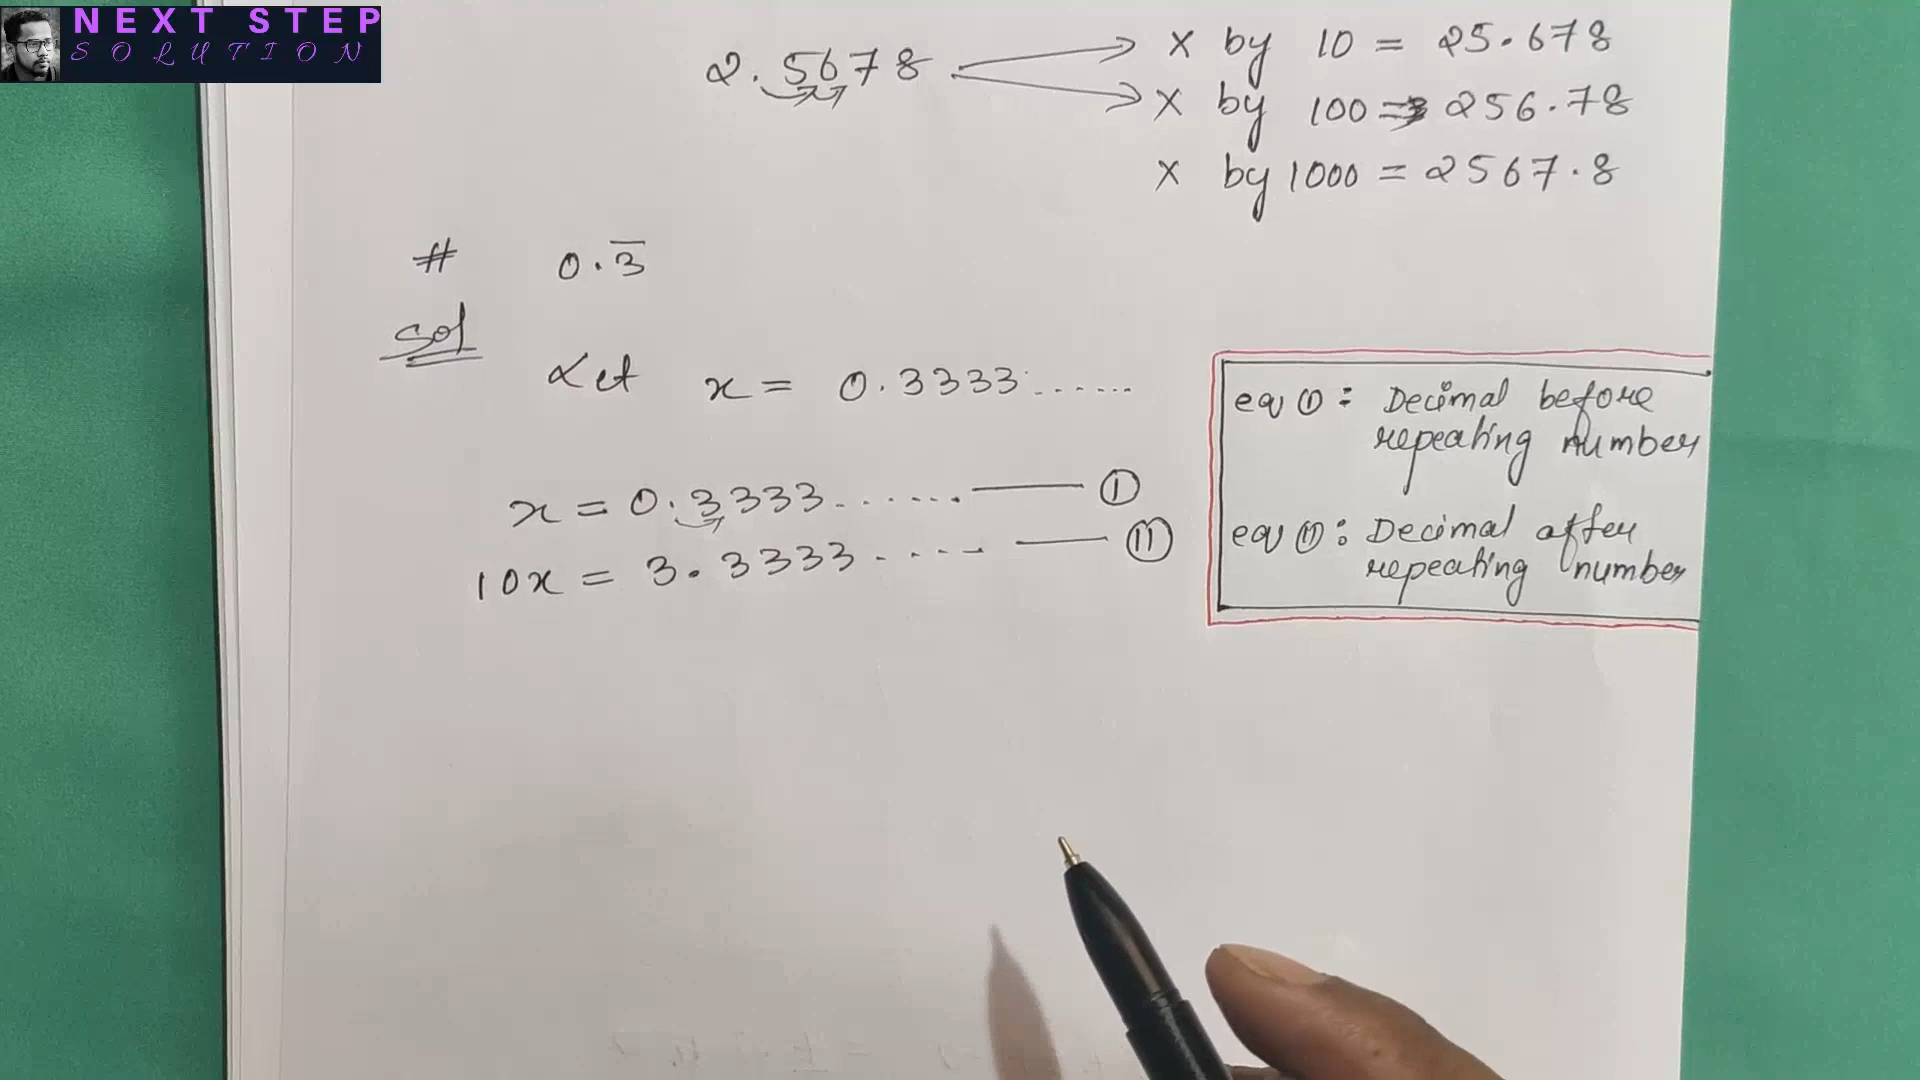 NEXT STEP
SOLUTION
2.5678
x by 10 = 25.678
x by 100 = 256.78
x by 1000 = 2567.8
# 0.3̅
Sol
Let x = 0.3333......
x = 0.3333...... —— (I)
10x = 3.3333..... —— (II)
eq (I) : Decimal before
repeating number
eq (II) : Decimal after
repeating number